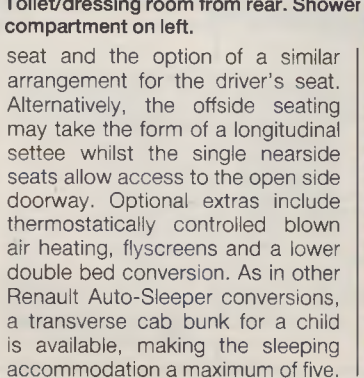 Toilet/dressing room from rear. Shower
compartment on left.
seat and the option of a similar
arrangement for the driver's seat.
Alternatively, the offside seating
may take the form of a longitudinal
settee whilst the single nearside
seats allow access to the open side
doorway. Optional extras include
thermostatically controlled blown
air heating, flyscreens and a lower
double bed conversion. As in other
Renault Auto-Sleeper conversions,
a transverse cab bunk for a child
is available, making the sleeping
accommodation a maximum of five.